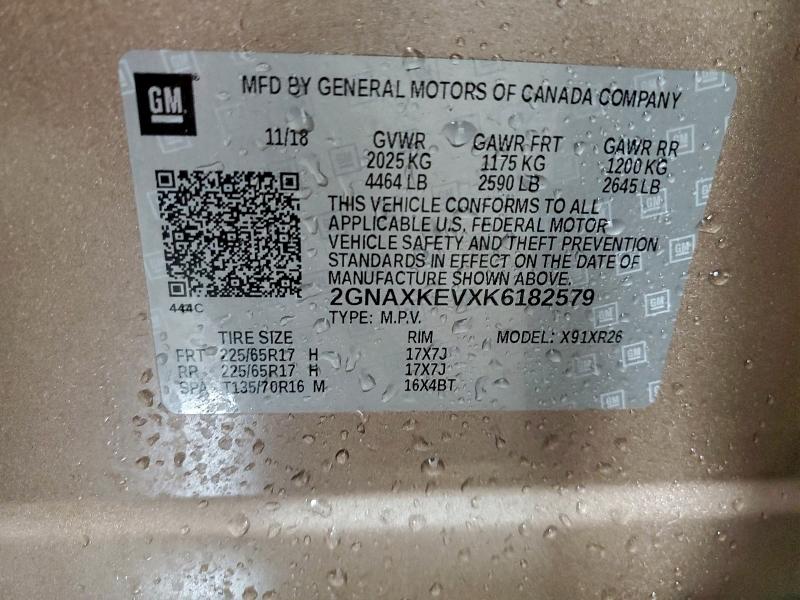 GM
MFD BY GENERAL MOTORS OF CANADA COMPANY
11/18 GVWR GAWR FRT GAWR RR
2025 KG 1175 KG 1200 KG
4464 LB 2590 LB 2645 LB
THIS VEHICLE CONFORMS TO ALL
APPLICABLE U.S. FEDERAL MOTOR
VEHICLE SAFETY AND THEFT PREVENTION
STANDARDS IN EFFECT ON THE DATE OF
MANUFACTURE SHOWN ABOVE.
2GNAXKEVXK6182579
444C
TYPE: M.P.V.
TIRE SIZE RIM MODEL: X91XR26
FRT 225/65R17 H 17X7J
RR 225/65R17 H 17X7J
SPA T135/70R16 M 16X4BT